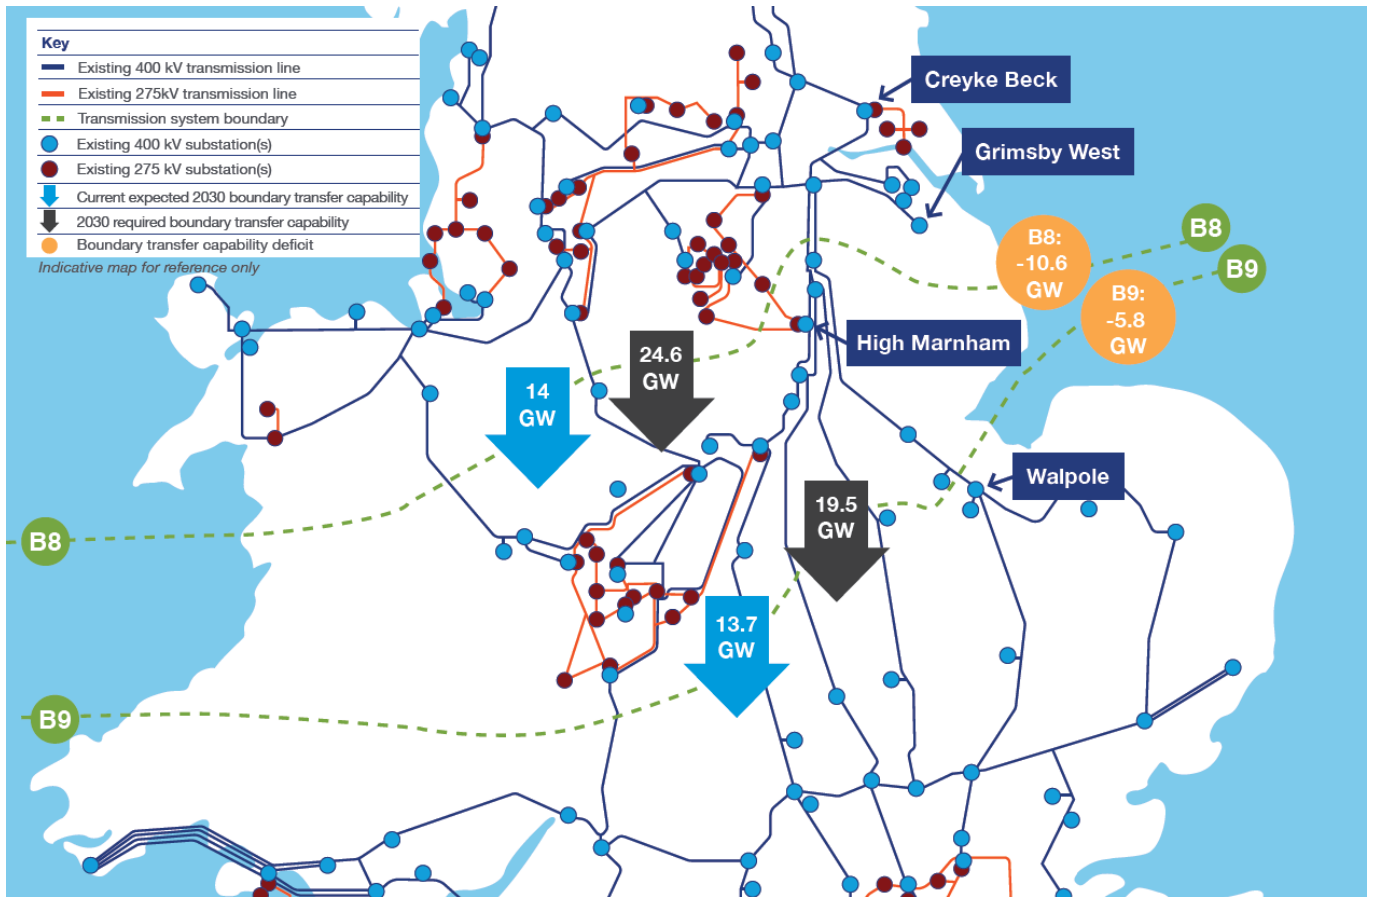 Key
Existing 400 kV transmission line
Existing 275kV transmission line
Transmission system boundary
Existing 400 kV substation(s)
Existing 275 kV substation(s)
Current expected 2030 boundary transfer capability
2030 required boundary transfer capability
Boundary transfer capability deficit
Indicative map for reference only
Creyke Beck
Grimsby West
B8:
-10.6
GW
B8
B9
B9:
-5.8
GW
High Marnham
24.6
GW
14
GW
Walpole
19.5
GW
B8
13.7
GW
B9